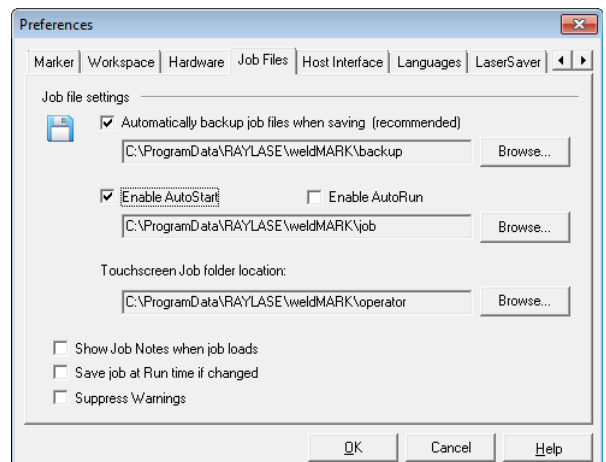 Preferences
Marker Workspace Hardware Job Files Host Interface Languages LaserSaver
Job file settings
Automatically backup job files when saving (recommended)
C:\ProgramData\RAYLASE\weldMARK\backup Browse...
Enable AutoStart Enable AutoRun
C:\ProgramData\RAYLASE\weldMARK\job Browse...
Touchscreen Job folder location:
C:\ProgramData\RAYLASE\weldMARK\operator Browse...
Show Job Notes when job loads
Save job at Run time if changed
Suppress Warnings
OK Cancel Help